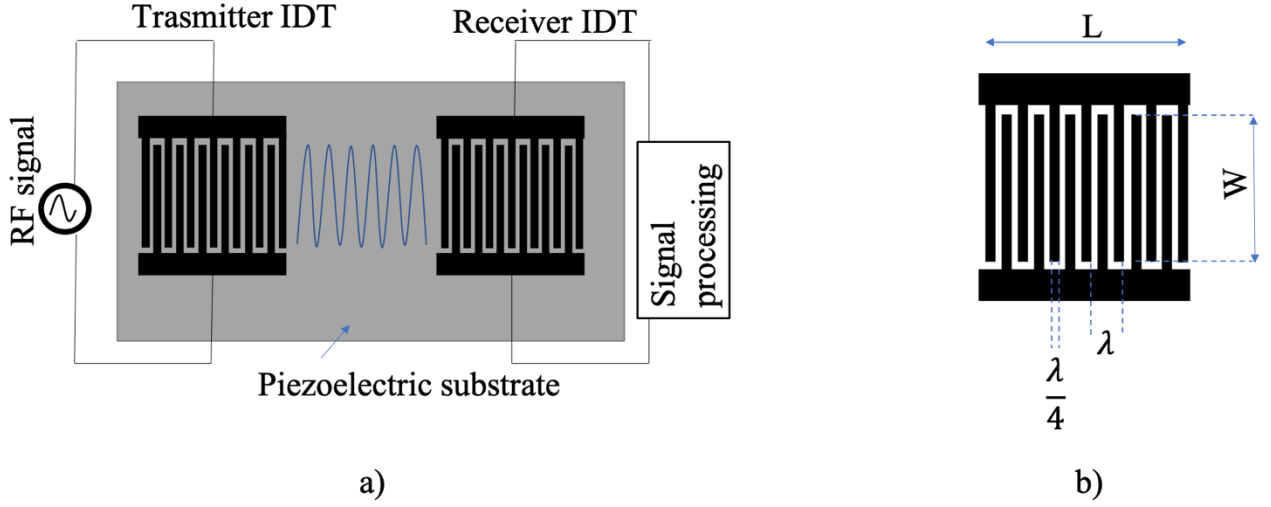 Trasmitter IDT
Receiver IDT
RF signal
Signal
processing
Piezoelectric substrate
a)
L
W
λ
λ
4
b)